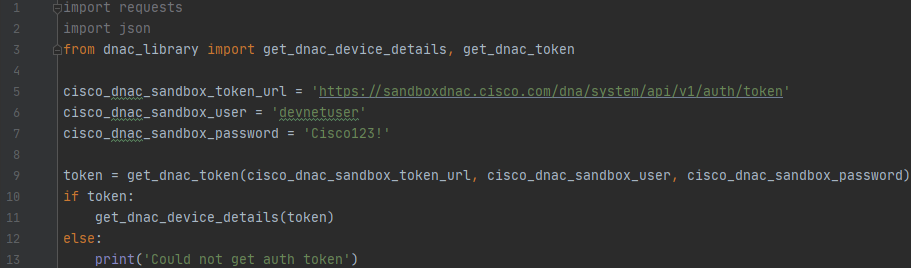 1 import requests
2 import json
3 from dnac_library import get_dnac_device_details, get_dnac_token
4
5 cisco_dnac_sandbox_token_url = 'https://sandboxdnac.cisco.com/dna/system/api/v1/auth/token'
6 cisco_dnac_sandbox_user = 'devnetuser'
7 cisco_dnac_sandbox_password = 'Cisco123!'
8
9 token = get_dnac_token(cisco_dnac_sandbox_token_url, cisco_dnac_sandbox_user, cisco_dnac_sandbox_password)
10 if token:
11     get_dnac_device_details(token)
12 else:
13     print('Could not get auth token')